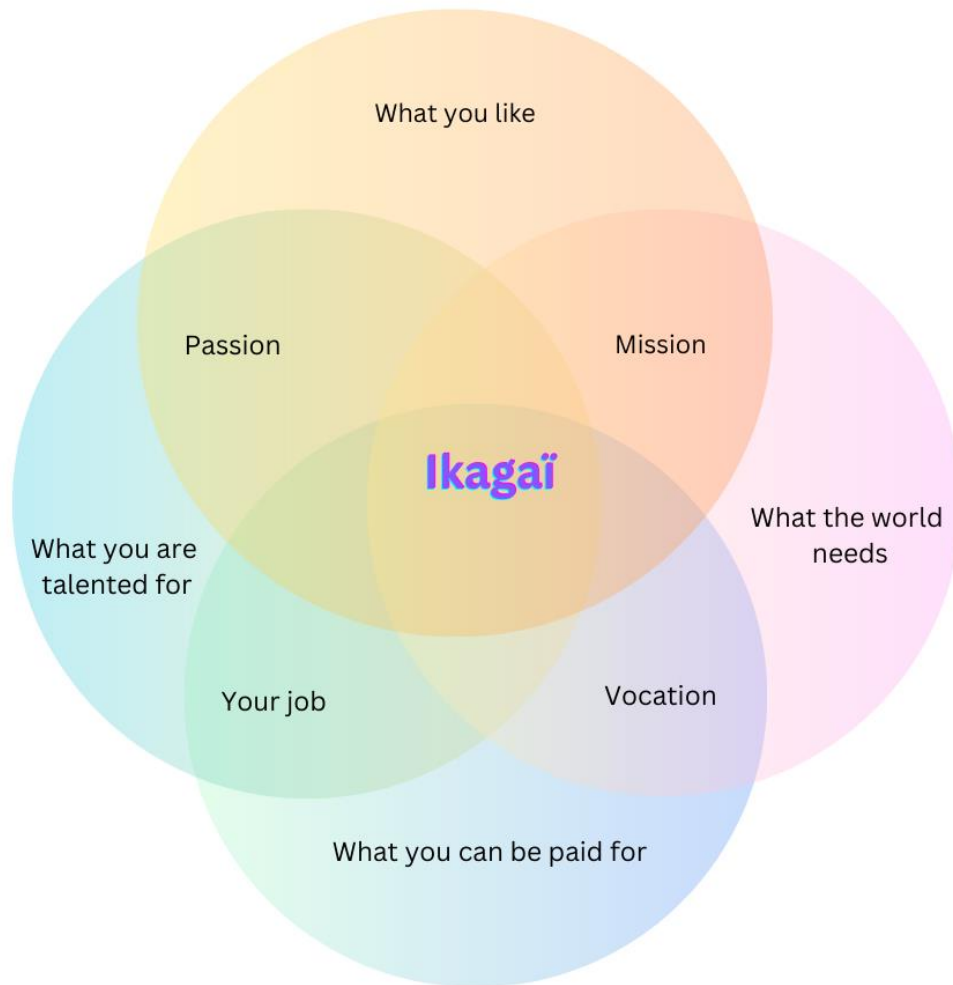 What you like
Passion
Mission
Ikagaï
What the world
needs
What you are
talented for
Your job
Vocation
What you can be paid for